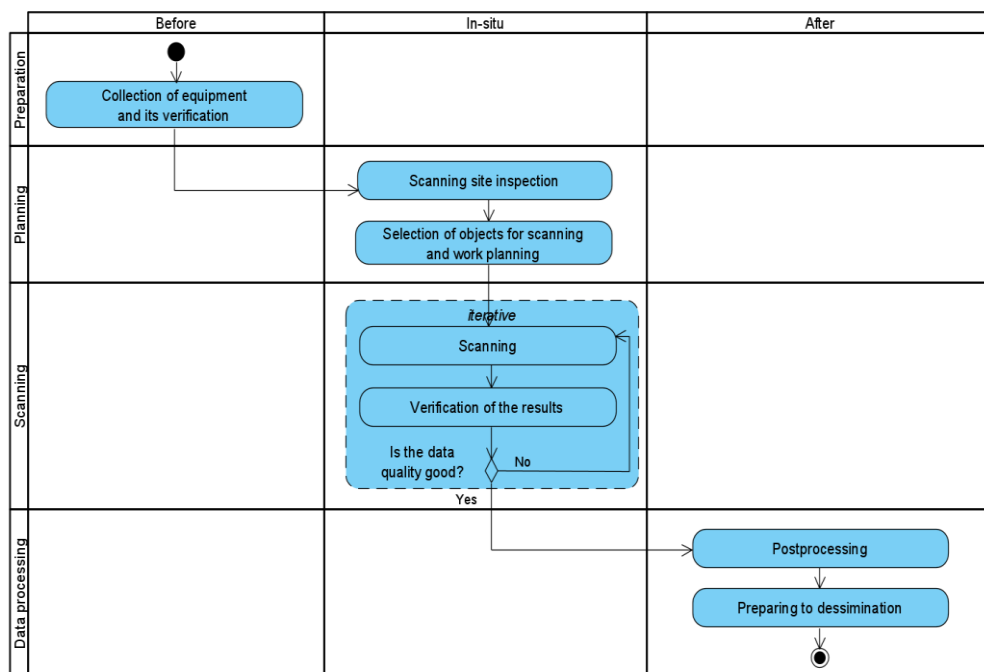 Before
In-situ
After
Preparation
Collection of equipment
and its verification
Planning
Scanning site inspection
Selection of objects for scanning
and work planning
Scanning
iterative
Scanning
Verification of the results
Is the data
quality good?
No
Yes
Data processing
Postprocessing
Preparing to dessimination